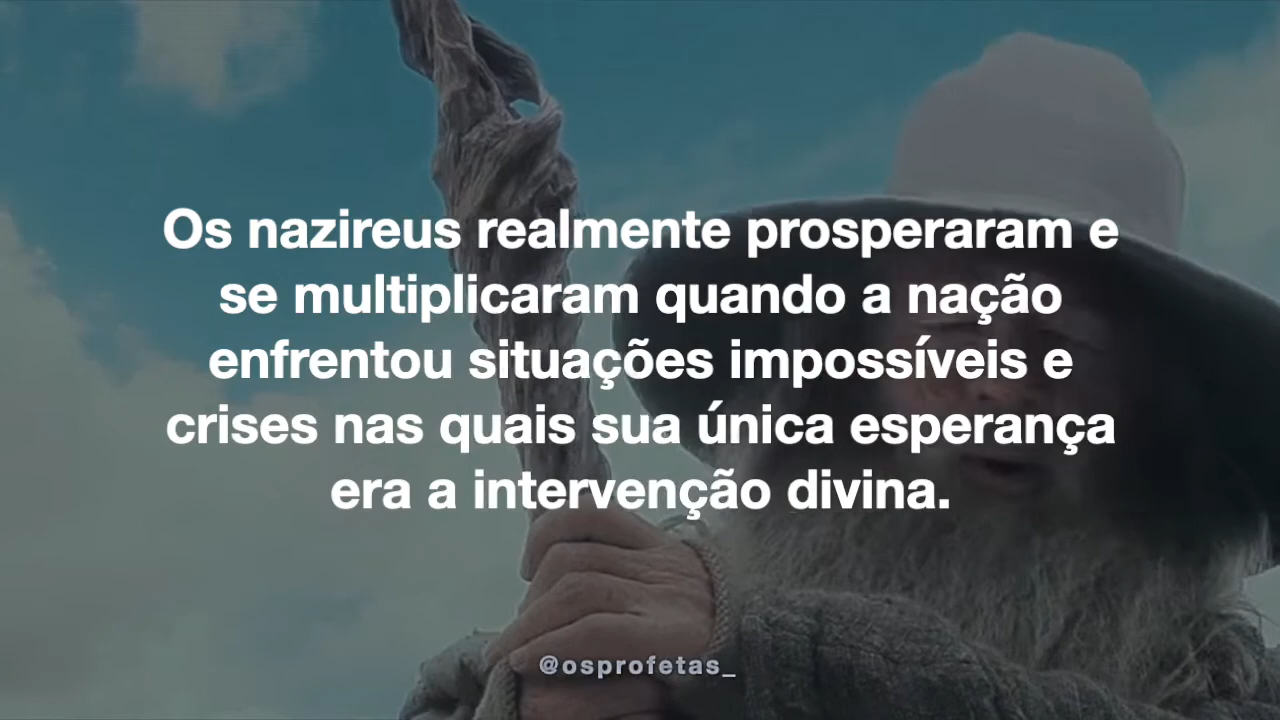 Os nazireus realmente prosperaram e
se multiplicaram quando a nação
enfrentou situações impossíveis e
crises nas quais sua única esperança
era a intervenção divina.
@osprofetas_